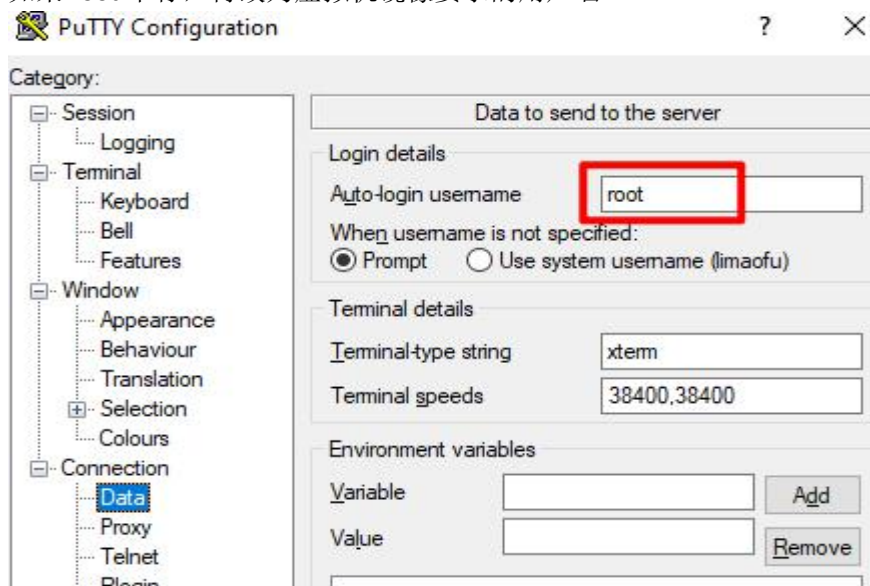 PuTTY Configuration
?
×
Category:
Session
Logging
Terminal
Keyboard
Bell
Features
Window
Appearance
Behaviour
Translation
Selection
Colours
Connection
Data
Proxy
Telnet
Data to send to the server
Login details
Auto-login username
root
When username is not specified:
Prompt
Use system username (limaofu)
Terminal details
Terminal-type string
xterm
Terminal speeds
38400,38400
Environment variables
Variable
Add
Value
Remove